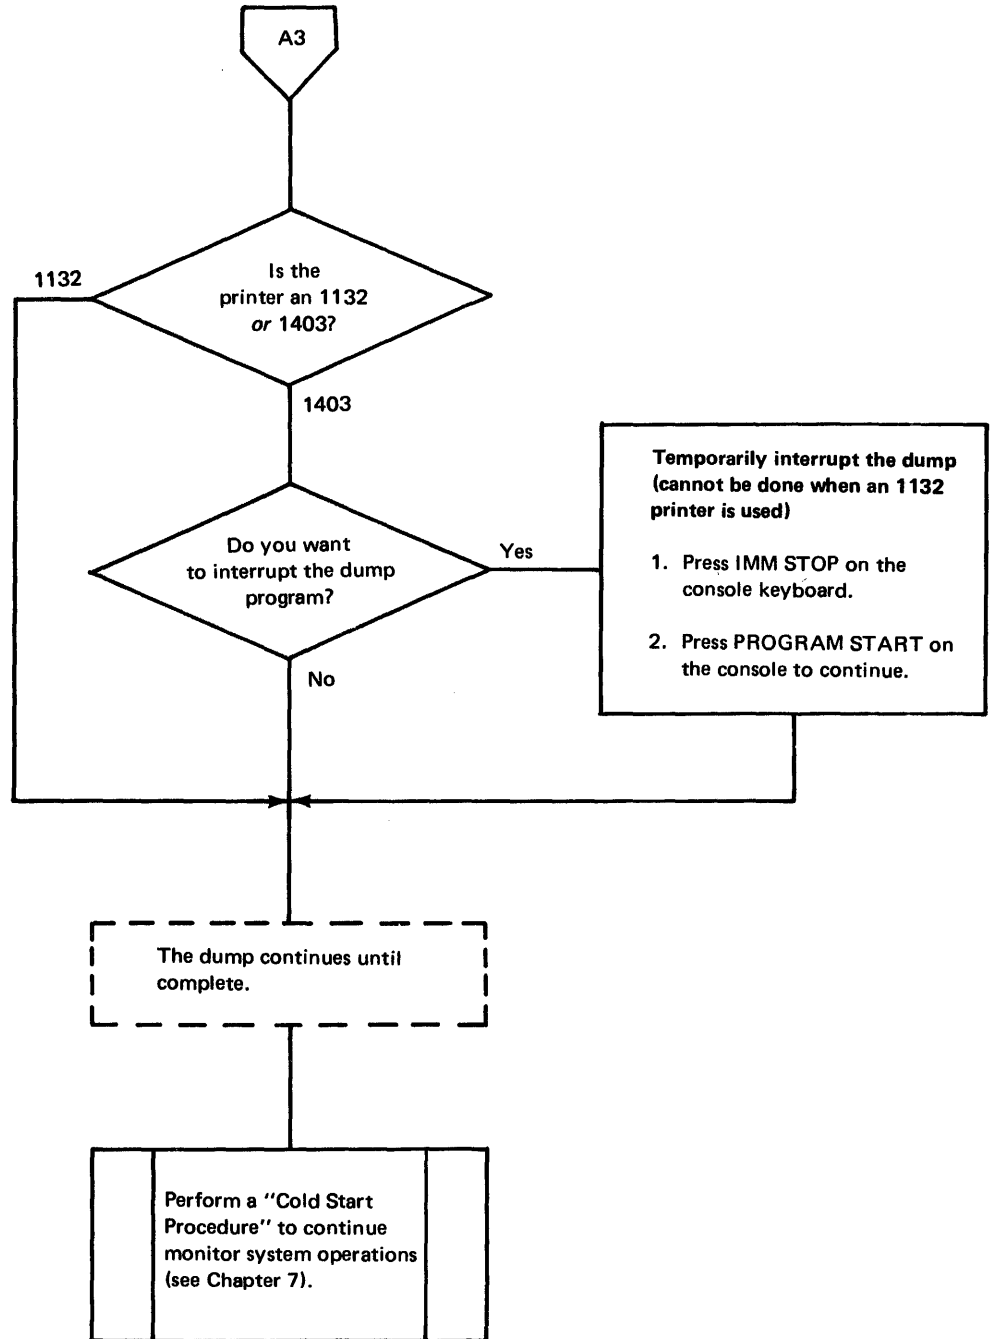 A3
Is the
printer an 1132
or 1403?
1132
1403
Do you want
to interrupt the dump
program?
Yes
Temporarily interrupt the dump
(cannot be done when an 1132
printer is used)
1. Press IMM STOP on the
console keyboard.
2. Press PROGRAM START on
the console to continue.
No
The dump continues until
complete.
Perform a "Cold Start
Procedure" to continue
monitor system operations
(see Chapter 7).